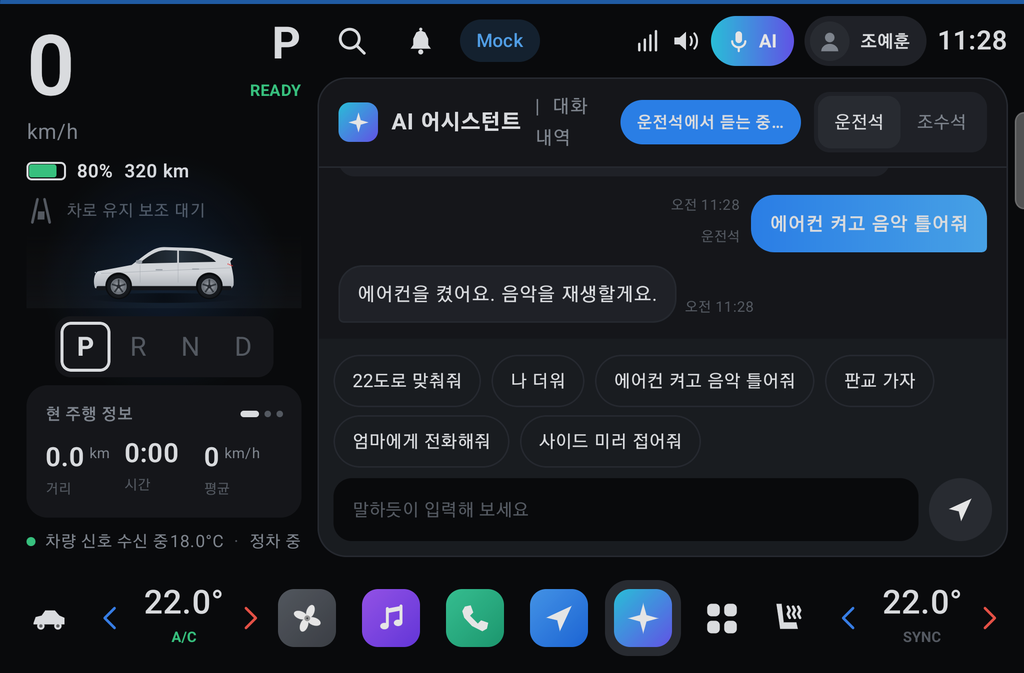 0
P
READY
km/h
80% 320 km
차로 유지 보조 대기
P R N D
현 주행 정보
0.0 km 0:00 0 km/h
거리 시간 평균
차량 신호 수신 중 18.0°C · 정차 중
Mock
AI
조예훈
11:28
AI 어시스턴트
| 대화
내역
운전석에서 듣는 중...
운전석
조수석
오전 11:28
운전석
에어컨 켜고 음악 틀어줘
에어컨을 켰어요. 음악을 재생할게요.
오전 11:28
22도로 맞춰줘
나 더워
에어컨 켜고 음악 틀어줘
판교 가자
엄마에게 전화해줘
사이드 미러 접어줘
말하듯이 입력해 보세요
22.0°
A/C
22.0°
SYNC